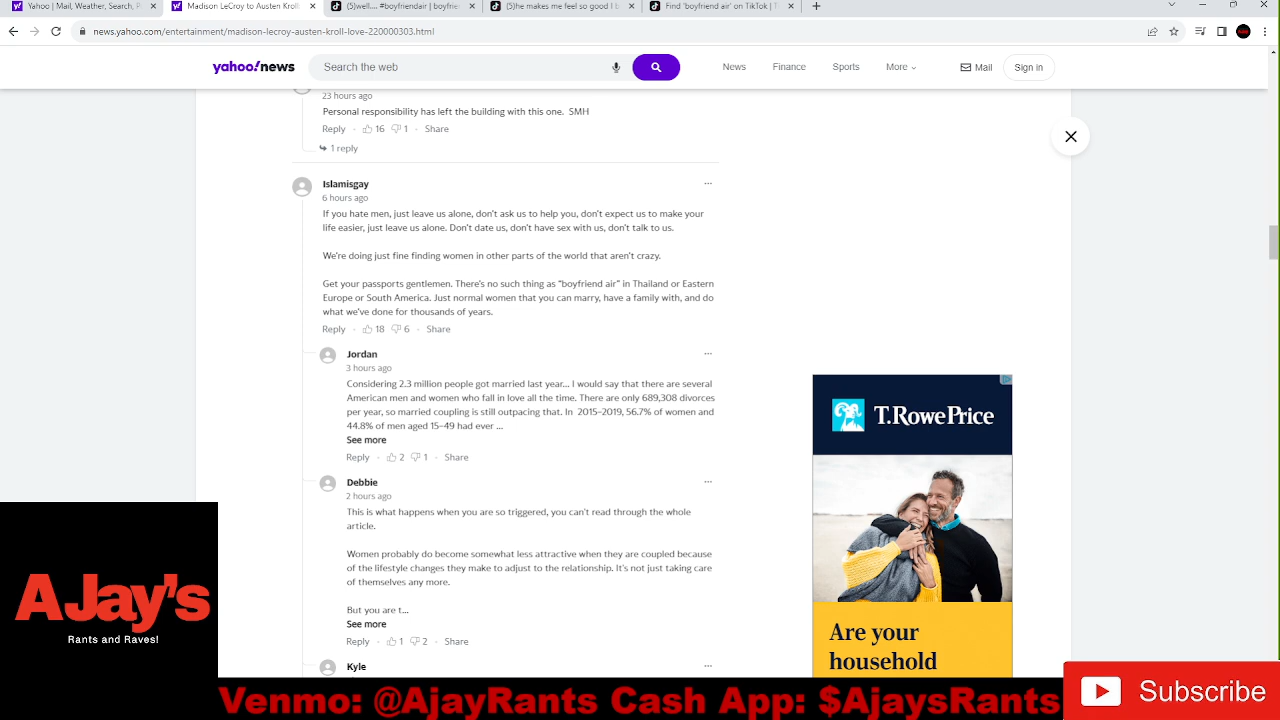 yahoo! Mail, Weather, Search, P
Madison LeCroy to Austen Kroll
(5)well.... #boyfriendair | boyfrie
(5)he makes me feel so good I b
Find 'boyfriend air' on TikTok | T
news.yahoo.com/entertainment/madison-lecroy-austen-kroll-love-220000303.html
yahoo!news
Search the web
News
Finance
Sports
More
Mail
Sign in
23 hours ago
Personal responsibility has left the building with this one.  SMH
Reply · 16 1 · Share
1 reply
Islamisgay
6 hours ago
If you hate men, just leave us alone, don't ask us to help you, don't expect us to make your
life easier, just leave us alone. Don't date us, don't have sex with us, don't talk to us.
We're doing just fine finding women in other parts of the world that aren't crazy.
Get your passports gentlemen. There's no such thing as "boyfriend air" in Thailand or Eastern
Europe or South America. Just normal women that you can marry, have a family with, and do
what we've done for thousands of years.
Reply · 18 6 · Share
Jordan
3 hours ago
Considering 2.3 million people got married last year... I would say that there are several
American men and women who fall in love all the time. There are only 689,308 divorces
per year, so married coupling is still outpacing that. In  2015–2019, 56.7% of women and
44.8% of men aged 15–49 had ever ...
See more
Reply · 2 1 · Share
Debbie
2 hours ago
This is what happens when you are so triggered, you can't read through the whole
article.
Women probably do become somewhat less attractive when they are coupled because
of the lifestyle changes they make to adjust to the relationship. It's not just taking care
of themselves any more.
But you are t...
See more
Reply · 1 2 · Share
Kyle
T.RowePrice
Are your
household
AJay's
Rants and Raves!
Venmo: @AjayRants Cash App: $AjaysRants
Subscribe